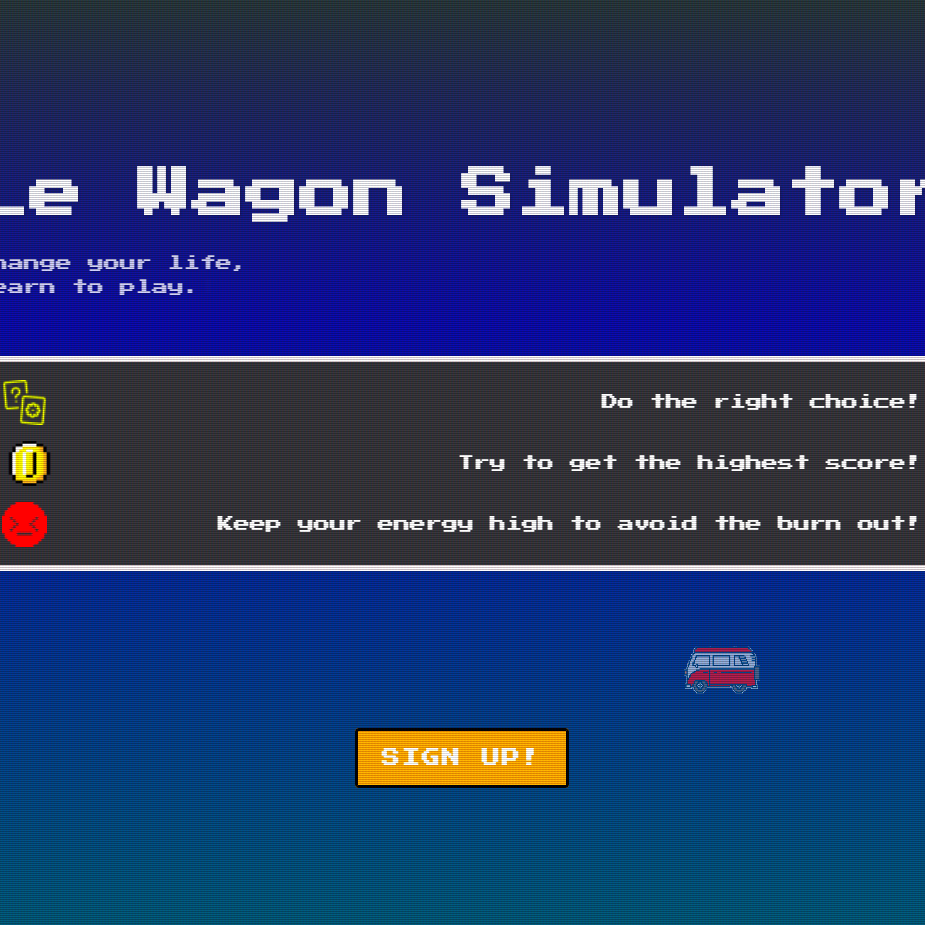 Le Wagon Simulator
hange your life,
earn to play.
Do the right choice!
Try to get the highest score!
Keep your energy high to avoid the burn out!
SIGN UP!